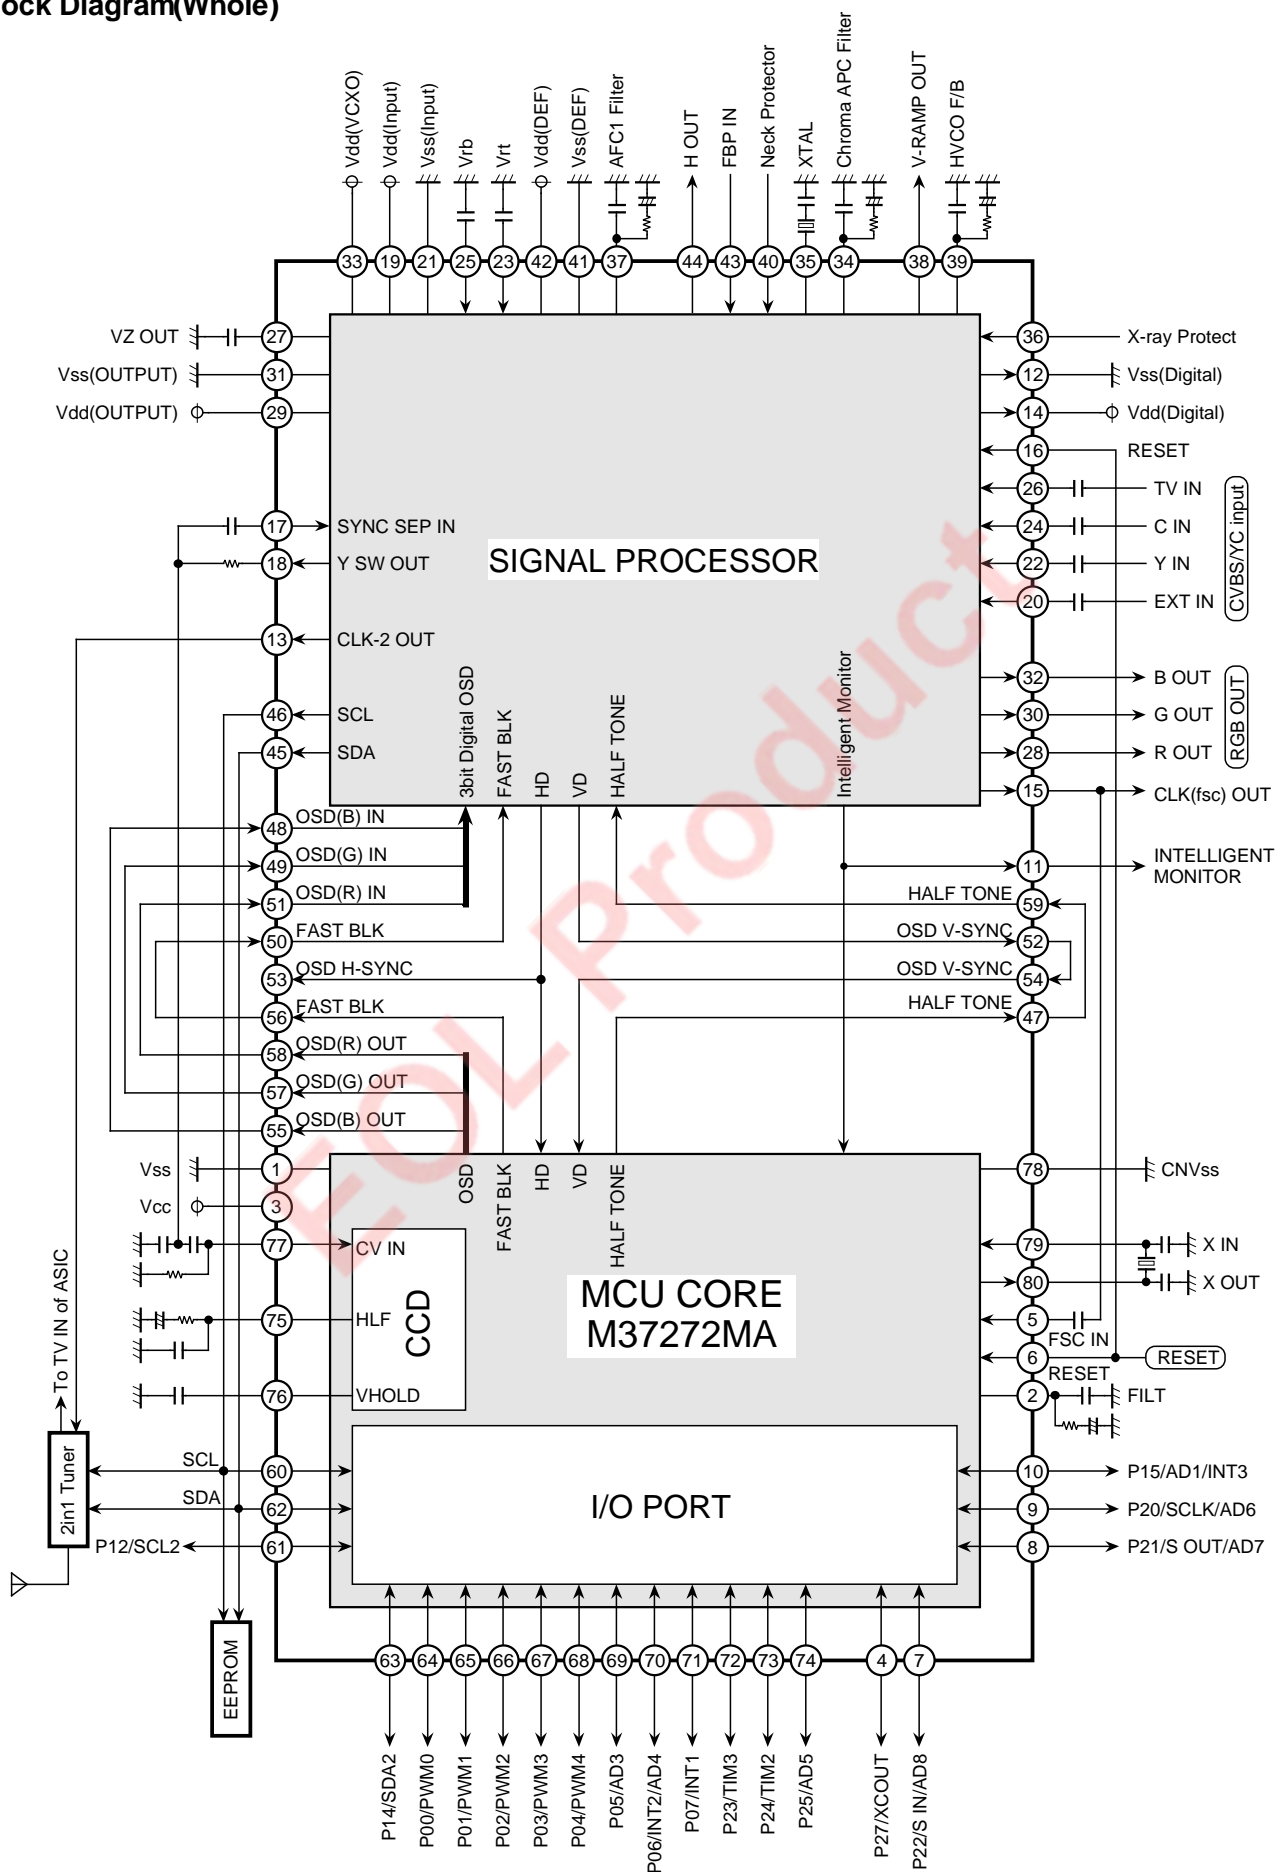 ock Diagram(Whole)
Vdd(VCXO)
Vdd(Input)
Vss(Input)
Vrb
Vrt
Vdd(DEF)
Vss(DEF)
AFC1 Filter
H OUT
FBP IN
Neck Protector
XTAL
Chroma APC Filter
V-RAMP OUT
HVCO F/B
33 19 21 25 23 42 41 37 44 43 40 35 34 38 39
VZ OUT 27
Vss(OUTPUT) 31
Vdd(OUTPUT) 29
17 SYNC SEP IN
18 Y SW OUT
13 CLK-2 OUT
46 SCL
45 SDA
SIGNAL PROCESSOR
36 X-ray Protect
12 Vss(Digital)
14 Vdd(Digital)
16 RESET
26 TV IN
24 C IN
22 Y IN
20 EXT IN
CVBS/YC input
32 B OUT
30 G OUT
28 R OUT
RGB OUT
15 CLK(fsc) OUT
3bit Digital OSD
FAST BLK
HD
VD
HALF TONE
Intelligent Monitor
48 OSD(B) IN
49 OSD(G) IN
51 OSD(R) IN
50 FAST BLK
53 OSD H-SYNC
56 FAST BLK
58 OSD(R) OUT
57 OSD(G) OUT
55 OSD(B) OUT
11 INTELLIGENT
MONITOR
HALF TONE 59
OSD V-SYNC 52
OSD V-SYNC 54
HALF TONE 47
EOL Product
Vss 1
Vcc 3
OSD
FAST BLK
HD
VD
HALF TONE
77 CV IN
75 HLF
76 VHOLD
CCD
MCU CORE
M37272MA
78 CNVss
79 X IN
80 X OUT
5
FSC IN
6 RESET
RESET
2 FILT
To TV IN of ASIC
2in1 Tuner
SCL 60
SDA 62
P12/SCL2 61
I/O PORT
10 P15/AD1/INT3
9 P20/SCLK/AD6
8 P21/S OUT/AD7
EEPROM
63 64 65 66 67 68 69 70 71 72 73 74 4 7
P14/SDA2
P00/PWM0
P01/PWM1
P02/PWM2
P03/PWM3
P04/PWM4
P05/AD3
P06/INT2/AD4
P07/INT1
P23/TIM3
P24/TIM2
P25/AD5
P27/XCOUT
P22/S IN/AD8